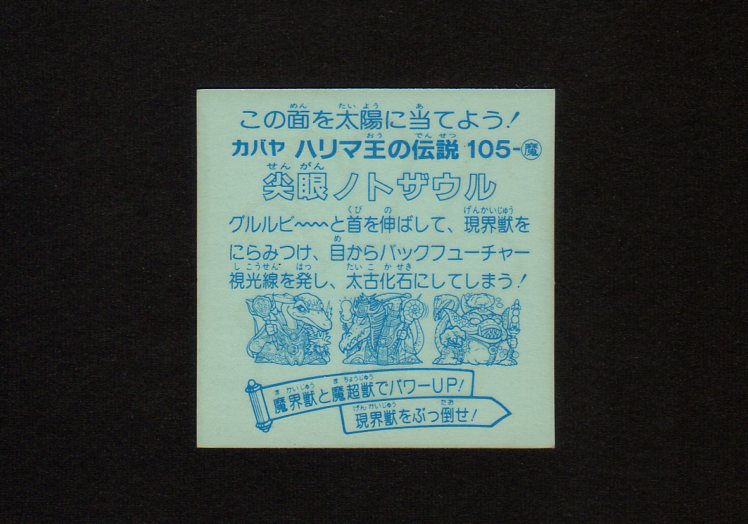 この面を太陽に当てよう！
カバヤ ハリマ王の伝説 105-魔
尖眼ノトザウル
グルルビ〜〜〜と首を伸ばして、現界獣を
にらみつけ、目からバックフューチャー
視光線を発し、太古化石にしてしまう！
魔界獣と魔超獣でパワーUP！
現界獣をぶっ倒せ！